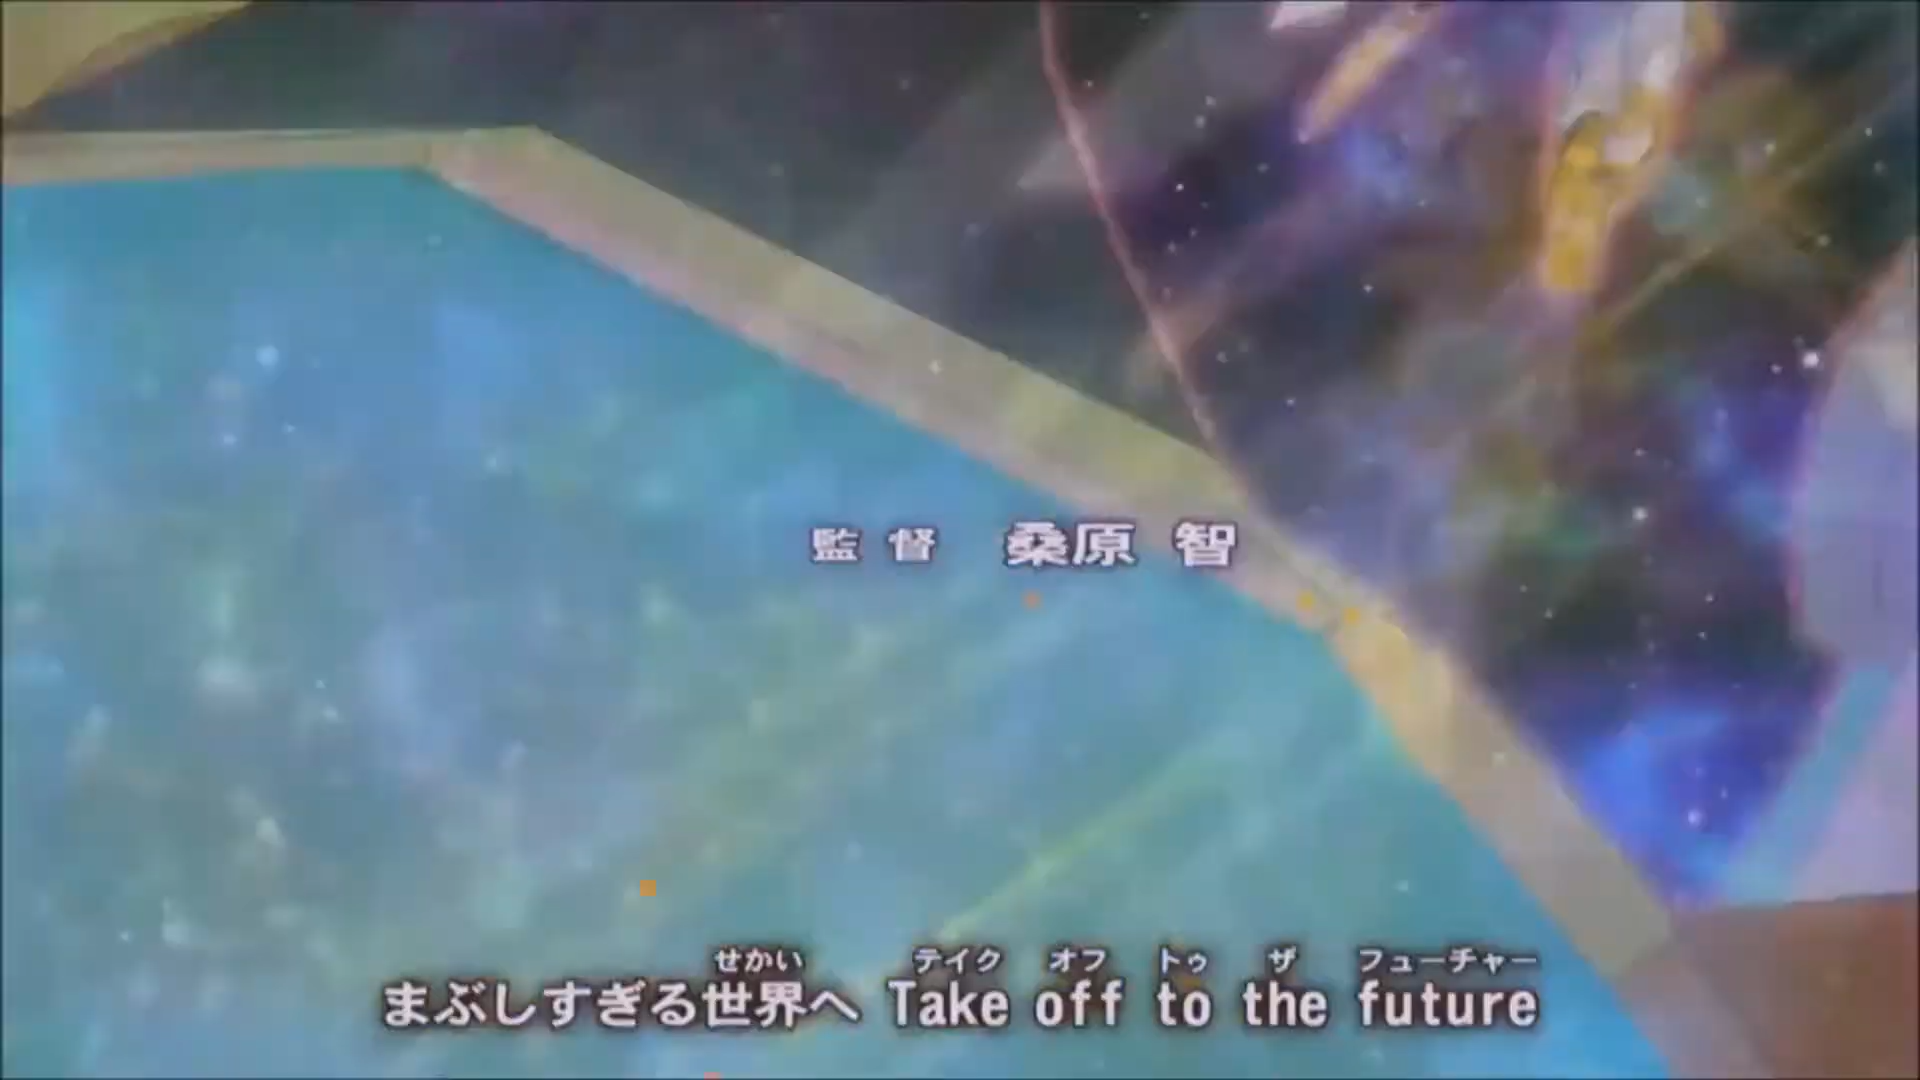 監督 桑原 智
せかい テイク オフ トゥ ザ フューチャー
まぶしすぎる世界へ Take off to the future